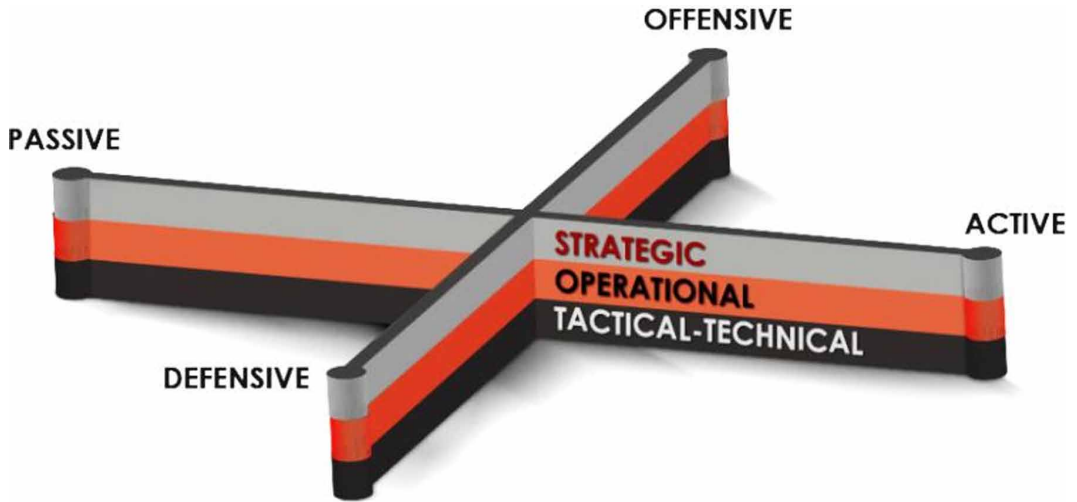 OFFENSIVE
PASSIVE
ACTIVE
STRATEGIC
OPERATIONAL
TACTICAL-TECHNICAL
DEFENSIVE